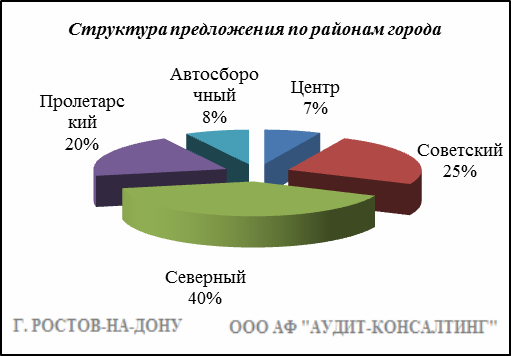 Структура предложения по районам города
Автосборо
чный
8%
Центр
7%
Пролетарс
кий
20%
Советский
25%
Северный
40%
Г. РОСТОВ-НА-ДОНУ ООО АФ "АУДИТ-КОНСАЛТИНГ"